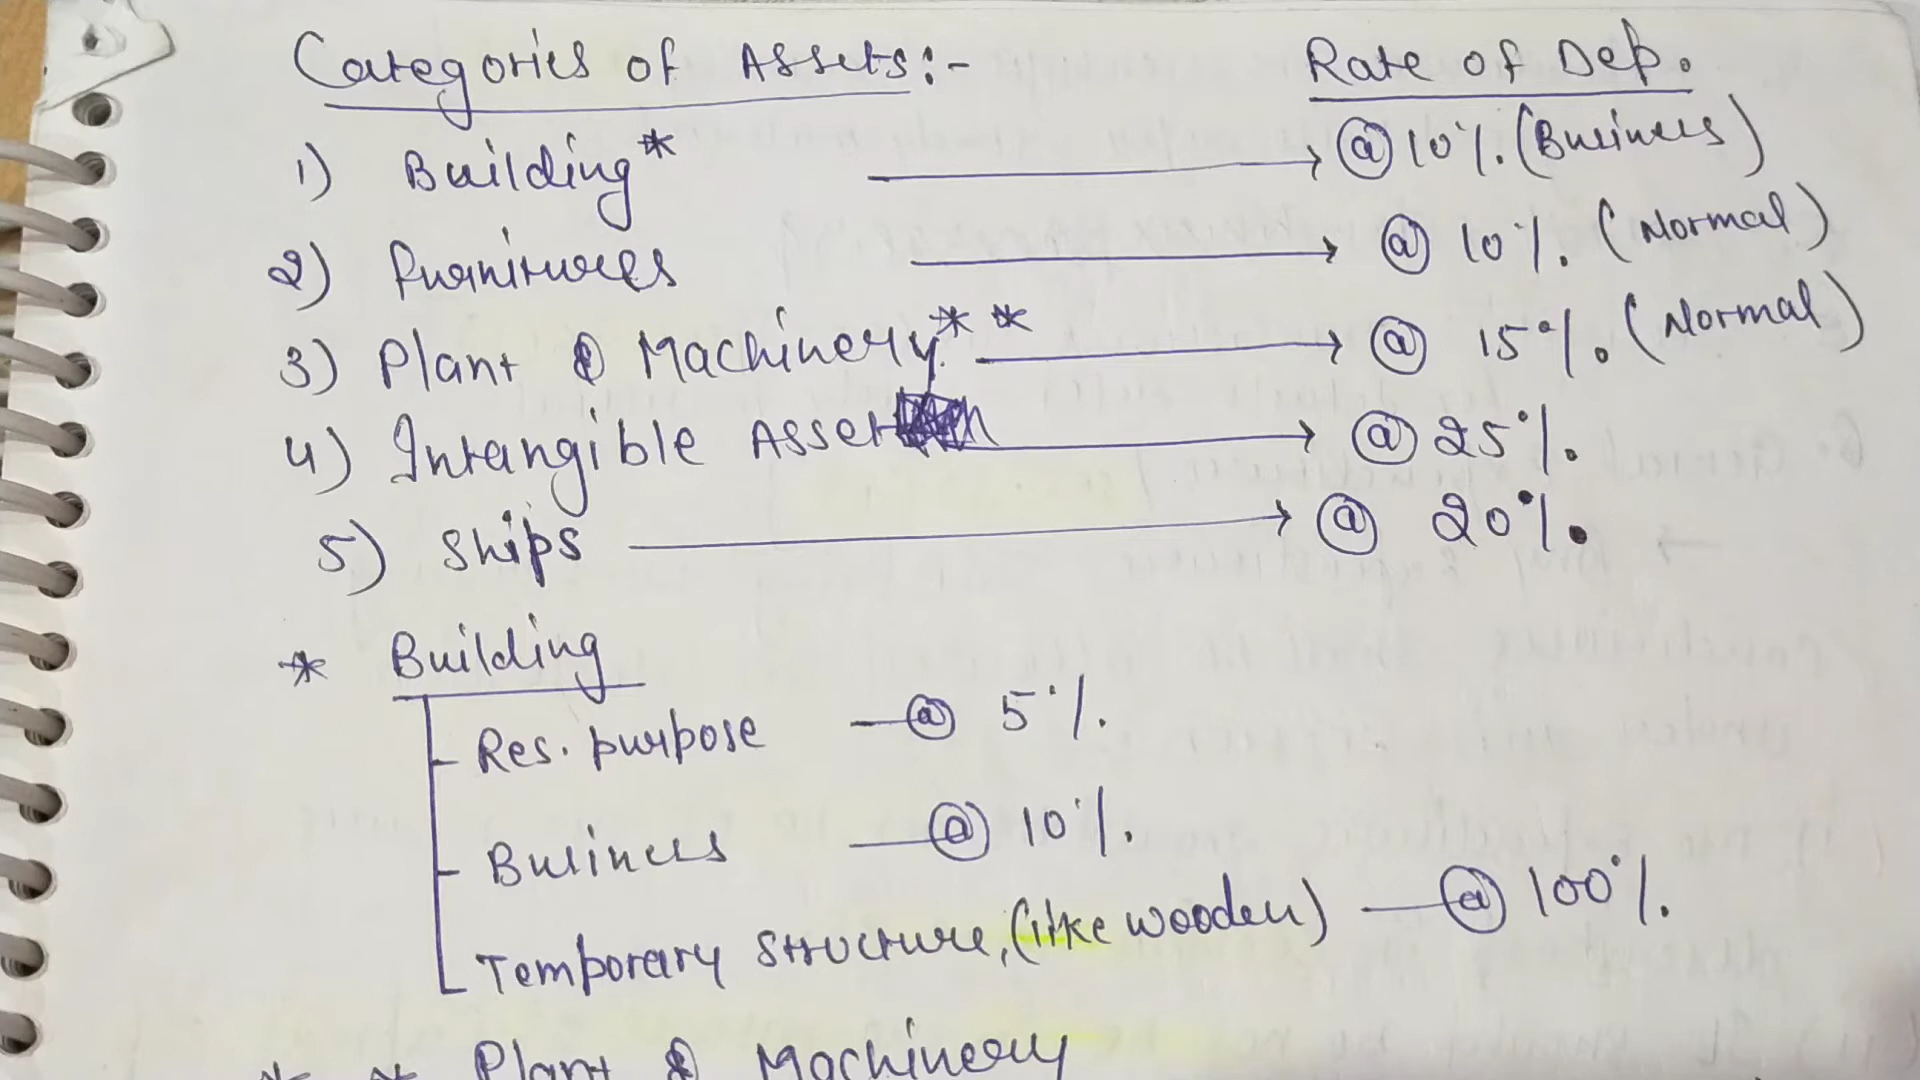 Categories of Assets:- Rate of Dep.
1) Building* → @ 10%. (Business)
2) furnitures → @ 10%. (Normal)
3) Plant & Machinery** → @ 15%. (Normal)
4) Intangible Asset → @ 25%.
5) Ships → @ 20%.
* Building
Res. purpose — @ 5%.
Business — @ 10%.
Temporary structure, (like wooden) — @ 100%.
* * Plant & Machinery